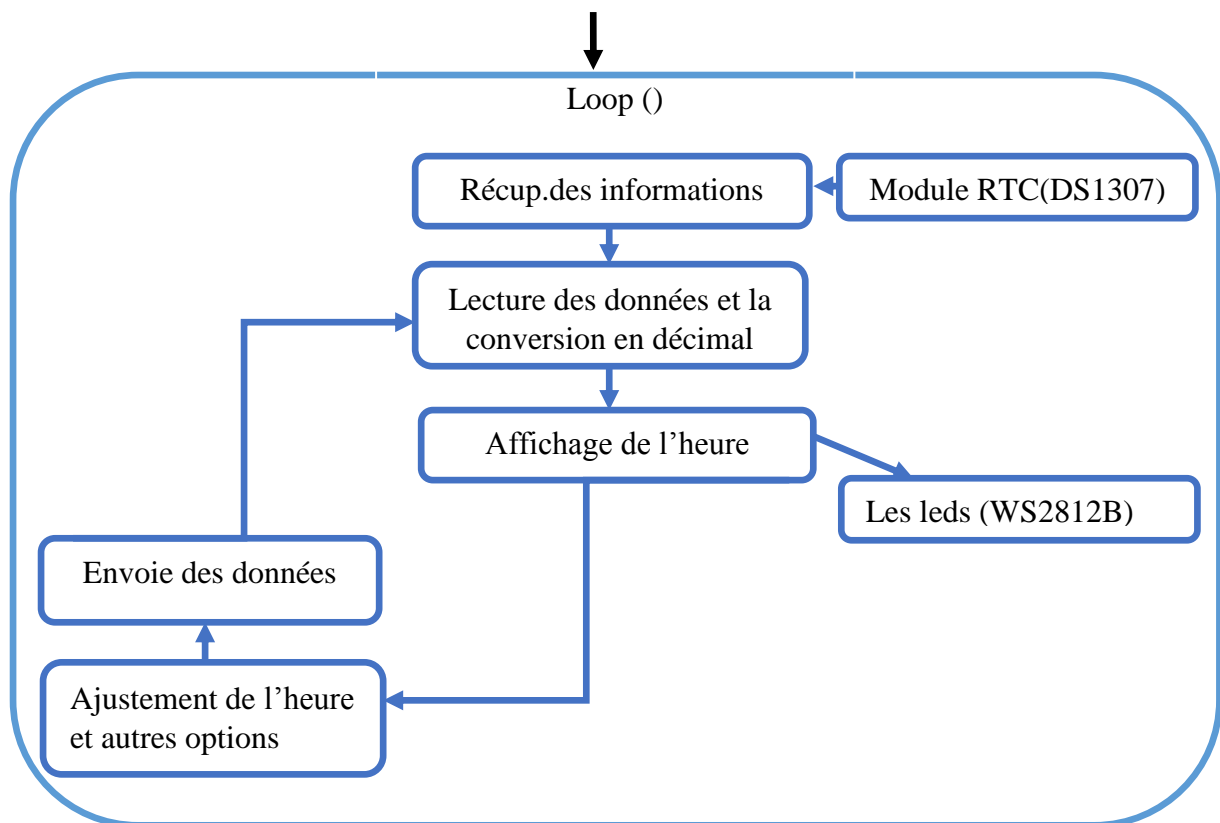 Loop ()
Récup.des informations
Module RTC(DS1307)
Lecture des données et la
conversion en décimal
Affichage de l’heure
Les leds (WS2812B)
Envoie des données
Ajustement de l’heure
et autres options